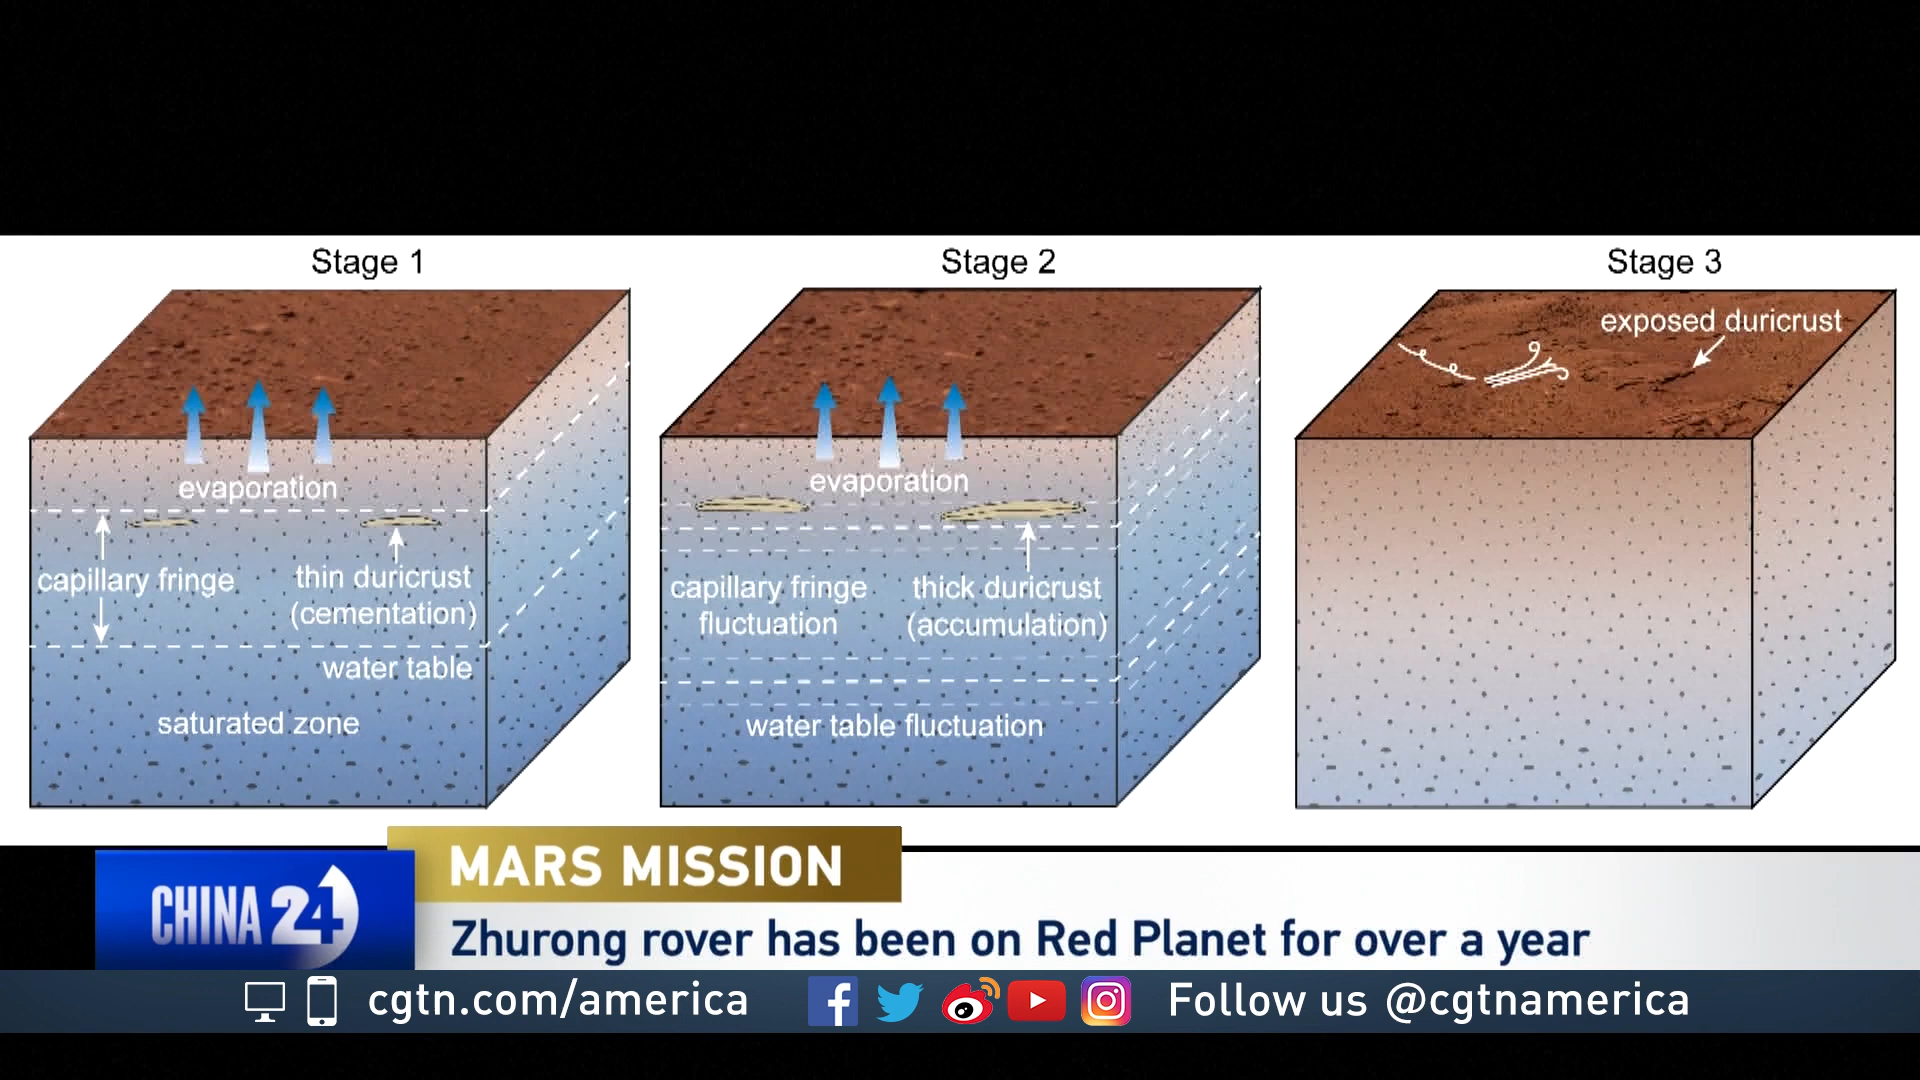 Stage 1
evaporation
capillary fringe
thin duricrust
(cementation)
water table
saturated zone
Stage 2
evaporation
capillary fringe
fluctuation
thick duricrust
(accumulation)
water table fluctuation
Stage 3
exposed duricrust
MARS MISSION
CHINA 24
Zhurong rover has been on Red Planet for over a year
cgtn.com/america
Follow us @cgtnamerica